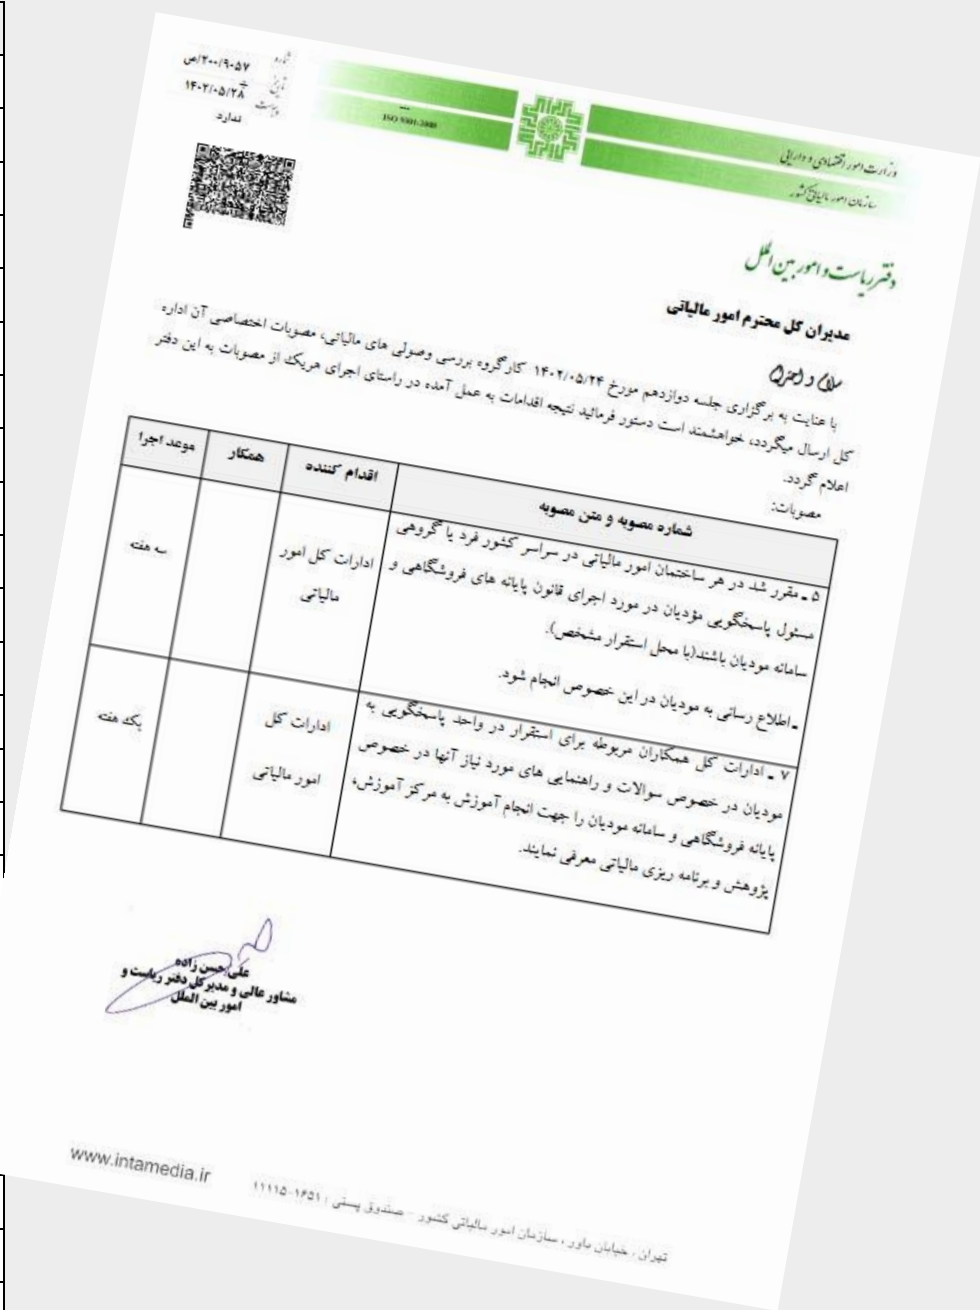 وزارت امور اقتصادی و دارایی
سازمان امور مالیاتی کشور
ISO 9001:2008
شماره
۲۰۰/۹۰۵۷/ص
تاریخ
۱۴۰۲/۰۵/۲۸
پیوست
ندارد
دفتر ریاست و امور بین الملل
مدیران کل محترم امور مالیاتی
سلام و احترام
با عنایت به برگزاری جلسه دوازدهم مورخ ۱۴۰۲/۰۵/۲۴ کارگروه بررسی وصولی های مالیاتی، مصوبات اختصاصی آن اداره
کل ارسال میگردد، خواهشمند است دستور فرمائید نتیجه اقدامات به عمل آمده در راستای اجرای هریک از مصوبات به این دفتر
اعلام گردد.
مصوبات:
شماره مصوبه و متن مصوبه
اقدام کننده
همکار
موعد اجرا
۵ - مقرر شد در هر ساختمان امور مالیاتی در سراسر کشور فرد یا گروهی
مسئول پاسخگویی مؤدیان در مورد اجرای قانون پایانه های فروشگاهی و
سامانه مودیان باشند(با محل استقرار مشخص).
- اطلاع رسانی به مودیان در این خصوص انجام شود.
ادارات کل امور
مالیاتی
سه هفته
۷ - ادارات کل همکاران مربوطه برای استقرار در واحد پاسخگویی به
مودیان در خصوص سوالات و راهنمایی های مورد نیاز آنها در خصوص
پایانه فروشگاهی و سامانه مودیان را جهت انجام آموزش به مرکز آموزش،
پژوهش و برنامه ریزی مالیاتی معرفی نمایند.
ادارات کل
امور مالیاتی
یک هفته
علی حسن زاده
مشاور عالی و مدیر کل دفتر ریاست و
امور بین الملل
www.intamedia.ir
تهران ، خیابان داور ، سازمان امور مالیاتی کشور - صندوق پستی : ۱۶۵۱-۱۱۱۱۵